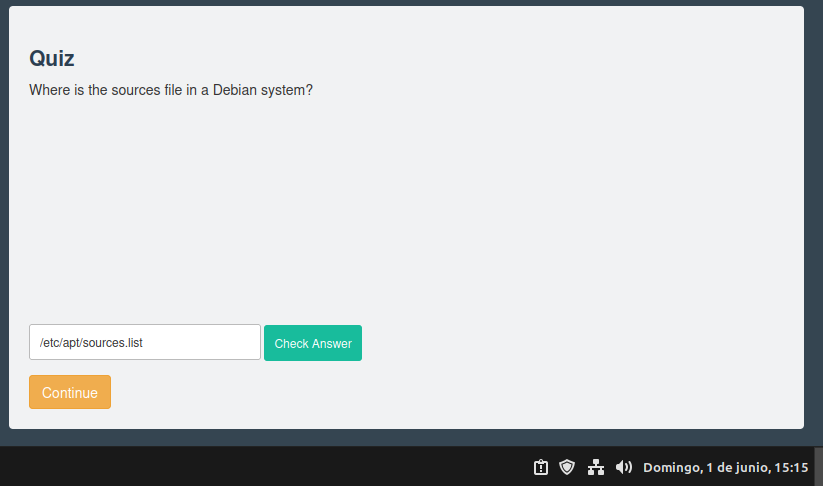 Quiz
Where is the sources file in a Debian system?
/etc/apt/sources.list
Check Answer
Continue
Domingo, 1 de junio, 15:15